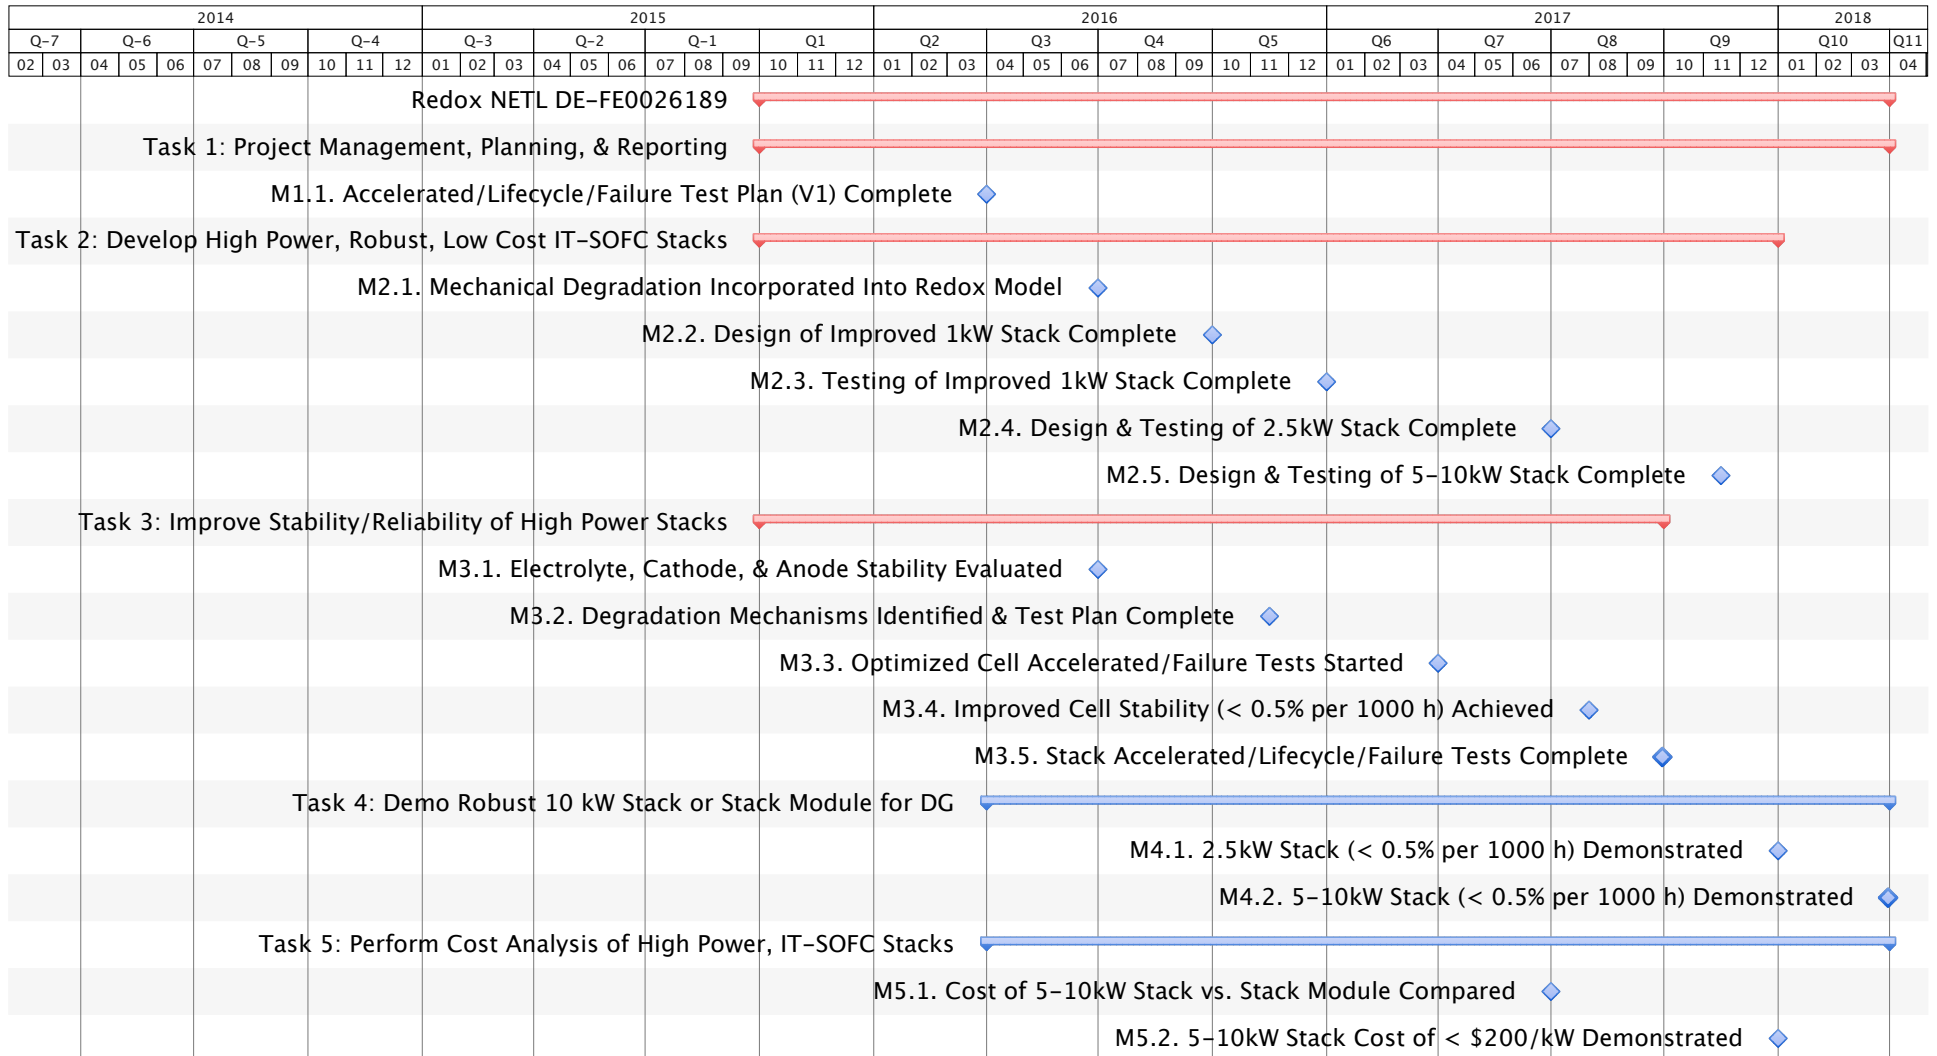 2014 2015 2016 2017 2018
Q-7 Q-6 Q-5 Q-4 Q-3 Q-2 Q-1 Q1 Q2 Q3 Q4 Q5 Q6 Q7 Q8 Q9 Q10 Q11
02 03 04 05 06 07 08 09 10 11 12 01 02 03 04 05 06 07 08 09 10 11 12 01 02 03 04 05 06 07 08 09 10 11 12 01 02 03 04 05 06 07 08 09 10 11 12 01 02 03 04
Redox NETL DE-FE0026189
Task 1: Project Management, Planning, & Reporting
M1.1. Accelerated/Lifecycle/Failure Test Plan (V1) Complete
Task 2: Develop High Power, Robust, Low Cost IT-SOFC Stacks
M2.1. Mechanical Degradation Incorporated Into Redox Model
M2.2. Design of Improved 1kW Stack Complete
M2.3. Testing of Improved 1kW Stack Complete
M2.4. Design & Testing of 2.5kW Stack Complete
M2.5. Design & Testing of 5-10kW Stack Complete
Task 3: Improve Stability/Reliability of High Power Stacks
M3.1. Electrolyte, Cathode, & Anode Stability Evaluated
M3.2. Degradation Mechanisms Identified & Test Plan Complete
M3.3. Optimized Cell Accelerated/Failure Tests Started
M3.4. Improved Cell Stability (< 0.5% per 1000 h) Achieved
M3.5. Stack Accelerated/Lifecycle/Failure Tests Complete
Task 4: Demo Robust 10 kW Stack or Stack Module for DG
M4.1. 2.5kW Stack (< 0.5% per 1000 h) Demonstrated
M4.2. 5-10kW Stack (< 0.5% per 1000 h) Demonstrated
Task 5: Perform Cost Analysis of High Power, IT-SOFC Stacks
M5.1. Cost of 5-10kW Stack vs. Stack Module Compared
M5.2. 5-10kW Stack Cost of < $200/kW Demonstrated